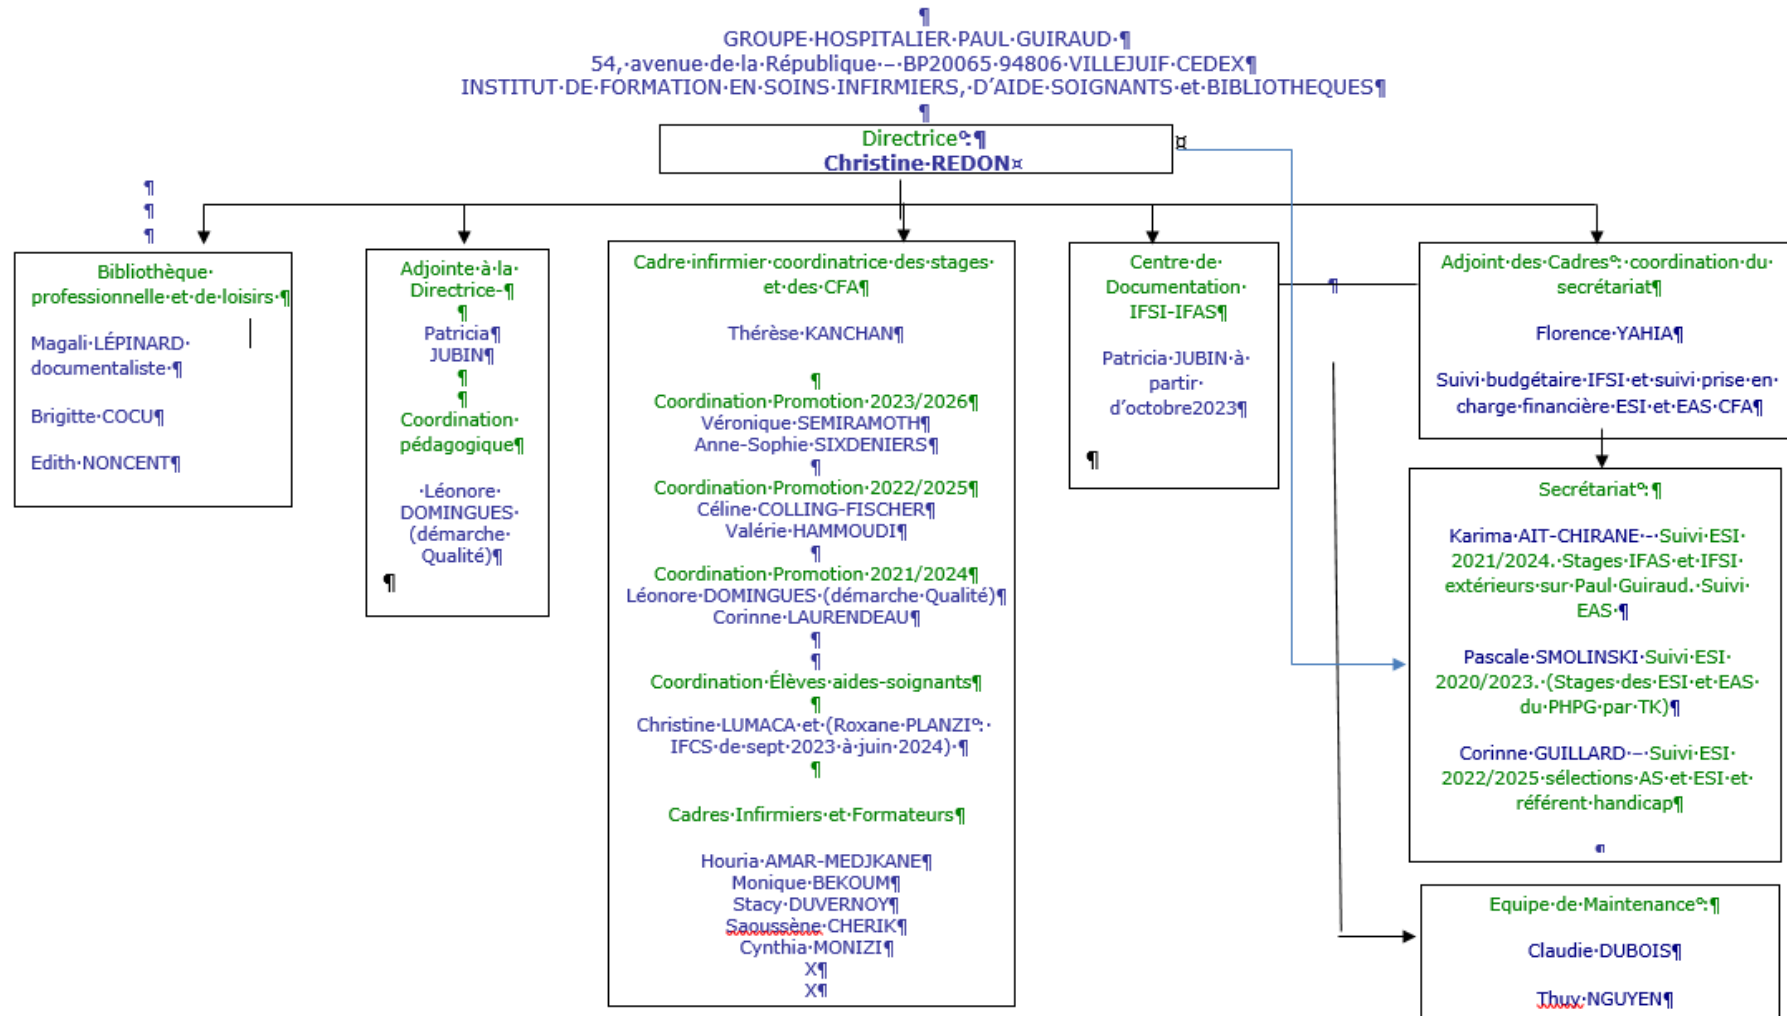 GROUPE HOSPITALIER PAUL GUIRAUD
54, avenue de la République – BP20065 94806 VILLEJUIF CEDEX
INSTITUT DE FORMATION EN SOINS INFIRMIERS, D'AIDE SOIGNANTS et BIBLIOTHEQUES
Directrice°:
Christine REDON
Bibliothèque
professionnelle et de loisirs
Magali LÉPINARD
documentaliste
Brigitte COCU
Edith NONCENT
Adjointe à la
Directrice-
Patricia
JUBIN
Coordination
pédagogique
Léonore
DOMINGUES
(démarche
Qualité)
Cadre infirmier coordinatrice des stages
et des CFA
Thérèse KANCHAN
Coordination Promotion 2023/2026
Véronique SEMIRAMOTH
Anne-Sophie SIXDENIERS
Coordination Promotion 2022/2025
Céline COLLING-FISCHER
Valérie HAMMOUDI
Coordination Promotion 2021/2024
Léonore DOMINGUES (démarche Qualité)
Corinne LAURENDEAU
Coordination Élèves aides-soignants
Christine LUMACA et (Roxane PLANZI°:
IFCS de sept 2023 à juin 2024)
Cadres Infirmiers et Formateurs
Houria AMAR-MEDJKANE
Monique BEKOUM
Stacy DUVERNOY
Saoussène CHERIK
Cynthia MONIZI
X
X
Centre de
Documentation
IFSI-IFAS
Patricia JUBIN à
partir
d'octobre2023
Adjoint des Cadres°: coordination du
secrétariat
Florence YAHIA
Suivi budgétaire IFSI et suivi prise en
charge financière ESI et EAS CFA
Secrétariat°:
Karima AIT-CHIRANE - Suivi ESI
2021/2024. Stages IFAS et IFSI
extérieurs sur Paul Guiraud. Suivi
EAS
Pascale SMOLINSKI Suivi ESI
2020/2023. (Stages des ESI et EAS
du PHPG par TK)
Corinne GUILLARD – Suivi ESI
2022/2025 sélections AS et ESI et
référent handicap
Equipe de Maintenance°:
Claudie DUBOIS
Thuy NGUYEN